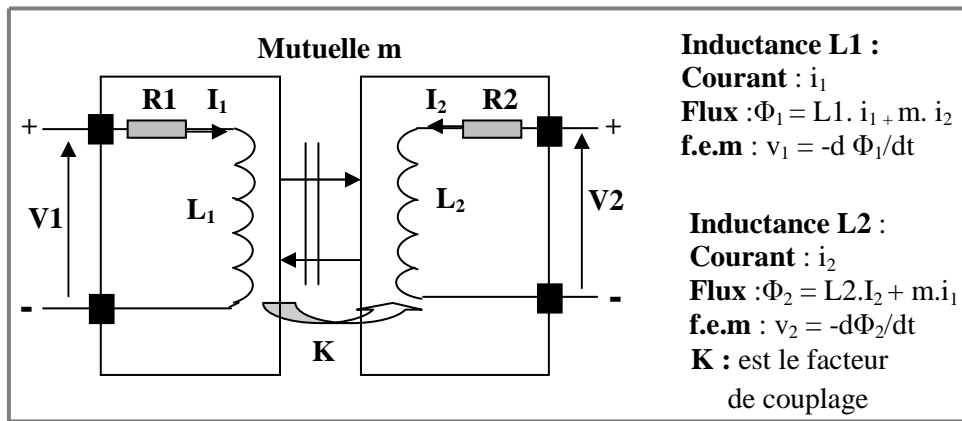 Mutuelle m
R1 I₁
I₂ R2
+
+
V1
L₁
L₂
V2
-
-
K
Inductance L1 :
Courant : i₁
Flux :Φ₁ = L1. i₁ + m. i₂
f.e.m : v₁ = -d Φ₁/dt
Inductance L2 :
Courant : i₂
Flux :Φ₂ = L2.I₂ + m.i₁
f.e.m : v₂ = -dΦ₂/dt
K : est le facteur
de couplage